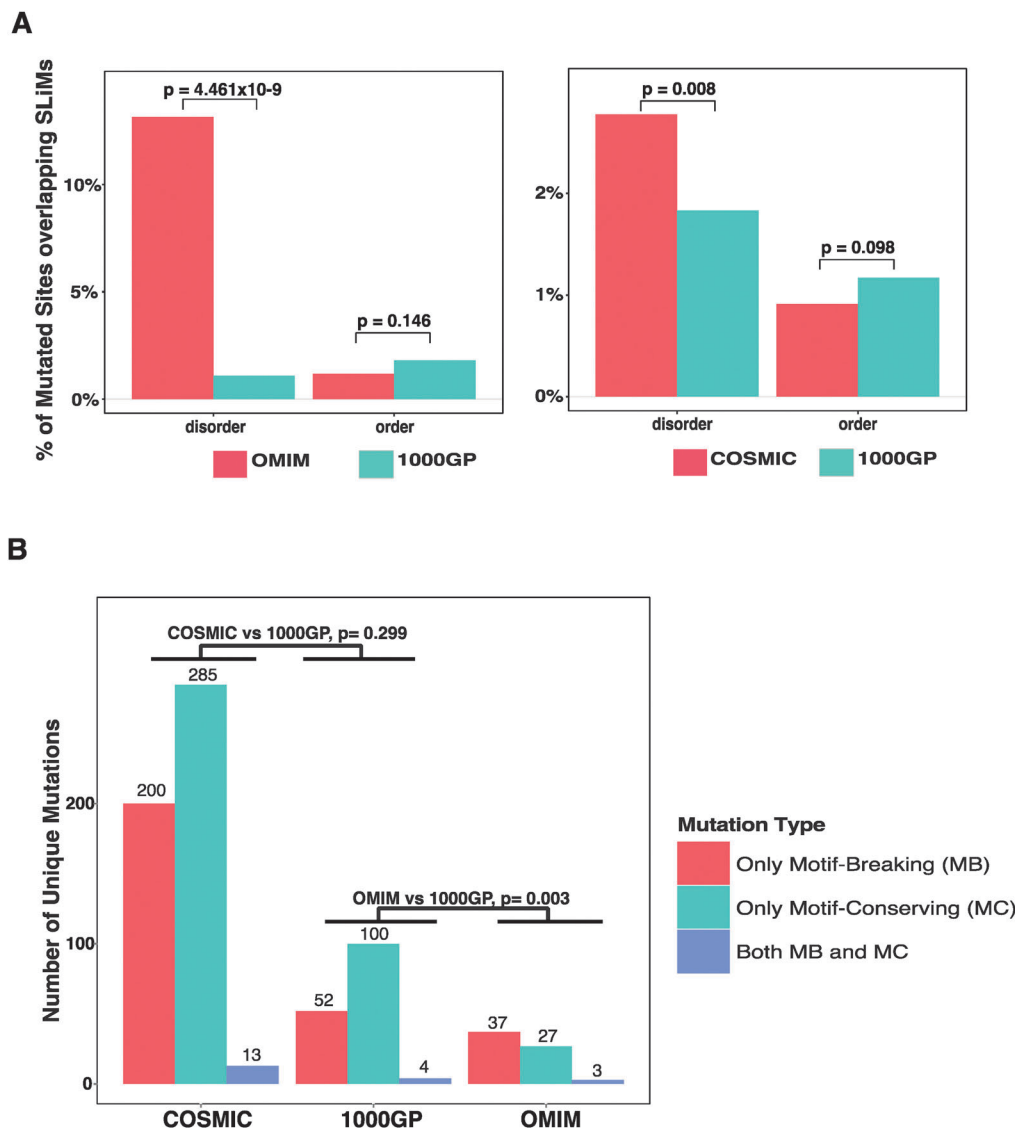 A
% of Mutated Sites overlapping SLiMs
p = 4.461x10-9
10%
5%
0%
p = 0.146
disorder order
OMIM 1000GP
p = 0.008
2%
1%
0%
p = 0.098
disorder order
COSMIC 1000GP
B
Number of Unique Mutations
COSMIC vs 1000GP, p= 0.299
285
200
200
13
OMIM vs 1000GP, p= 0.003
100
100
52
4
37
27
3
0
COSMIC 1000GP OMIM
Mutation Type
Only Motif-Breaking (MB)
Only Motif-Conserving (MC)
Both MB and MC